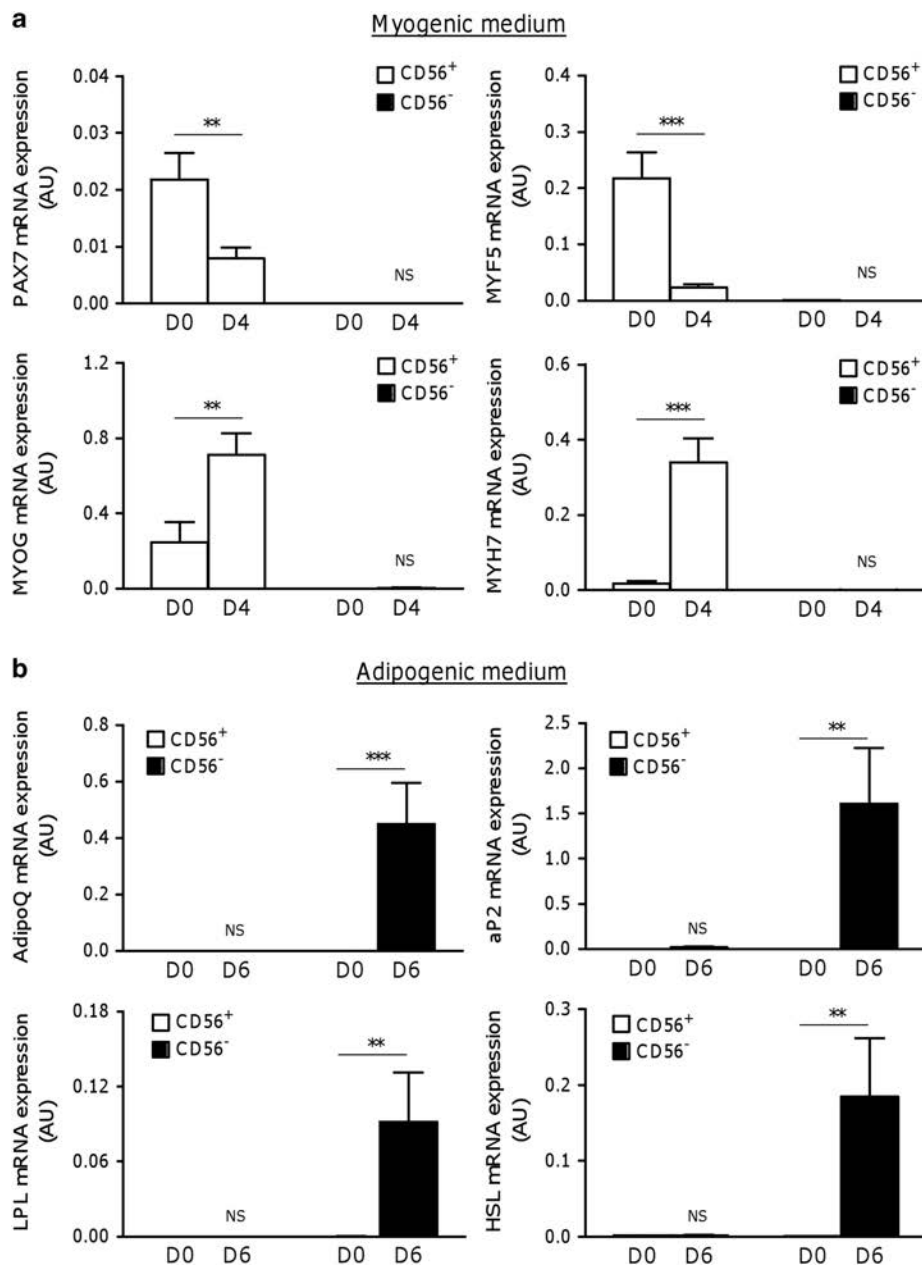 a
Myogenic medium
PAX7 mRNA expression
(AU)
0.04
0.03
0.02
0.01
0.00
**
NS
CD56+
CD56-
D0 D4 D0 D4
MYF5 mRNA expression
(AU)
0.4
0.3
0.2
0.1
0.0
***
NS
CD56+
CD56-
D0 D4 D0 D4
MYOG mRNA expression
(AU)
1.2
0.8
0.4
0.0
**
NS
CD56+
CD56-
D0 D4 D0 D4
MYH7 mRNA expression
(AU)
0.6
0.4
0.2
0.0
***
NS
CD56+
CD56-
D0 D4 D0 D4
b
Adipogenic medium
AdipoQ mRNA expression
(AU)
0.8
0.6
0.4
0.2
0.0
CD56+
CD56-
***
NS
D0 D6 D0 D6
aP2 mRNA expression
(AU)
2.5
2.0
1.5
1.0
0.5
0.0
CD56+
CD56-
**
NS
D0 D6 D0 D6
LPL mRNA expression
(AU)
0.18
0.12
0.06
0.00
CD56+
CD56-
**
NS
D0 D6 D0 D6
HSL mRNA expression
(AU)
0.3
0.2
0.1
0.0
CD56+
CD56-
**
NS
D0 D6 D0 D6